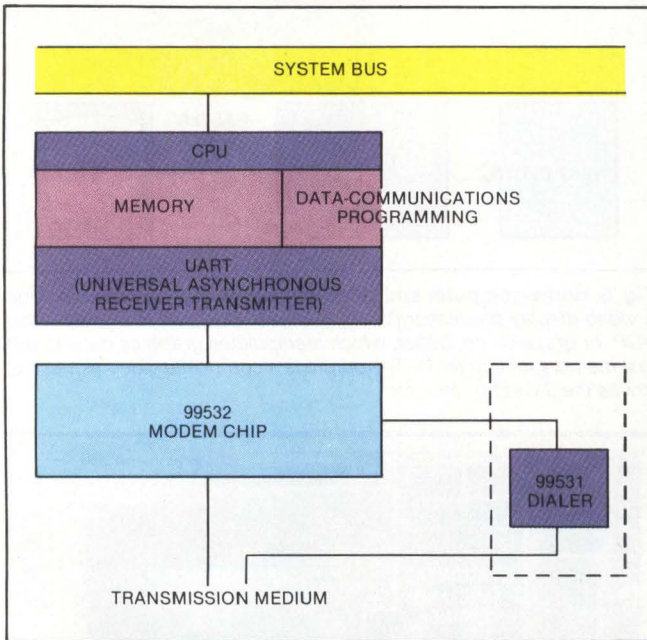 SYSTEM BUS
CPU
MEMORY
DATA-COMMUNICATIONS
PROGRAMMING
UART
(UNIVERSAL ASYNCHRONOUS
RECEIVER TRANSMITTER)
99532
MODEM CHIP
99531
DIALER
TRANSMISSION MEDIUM